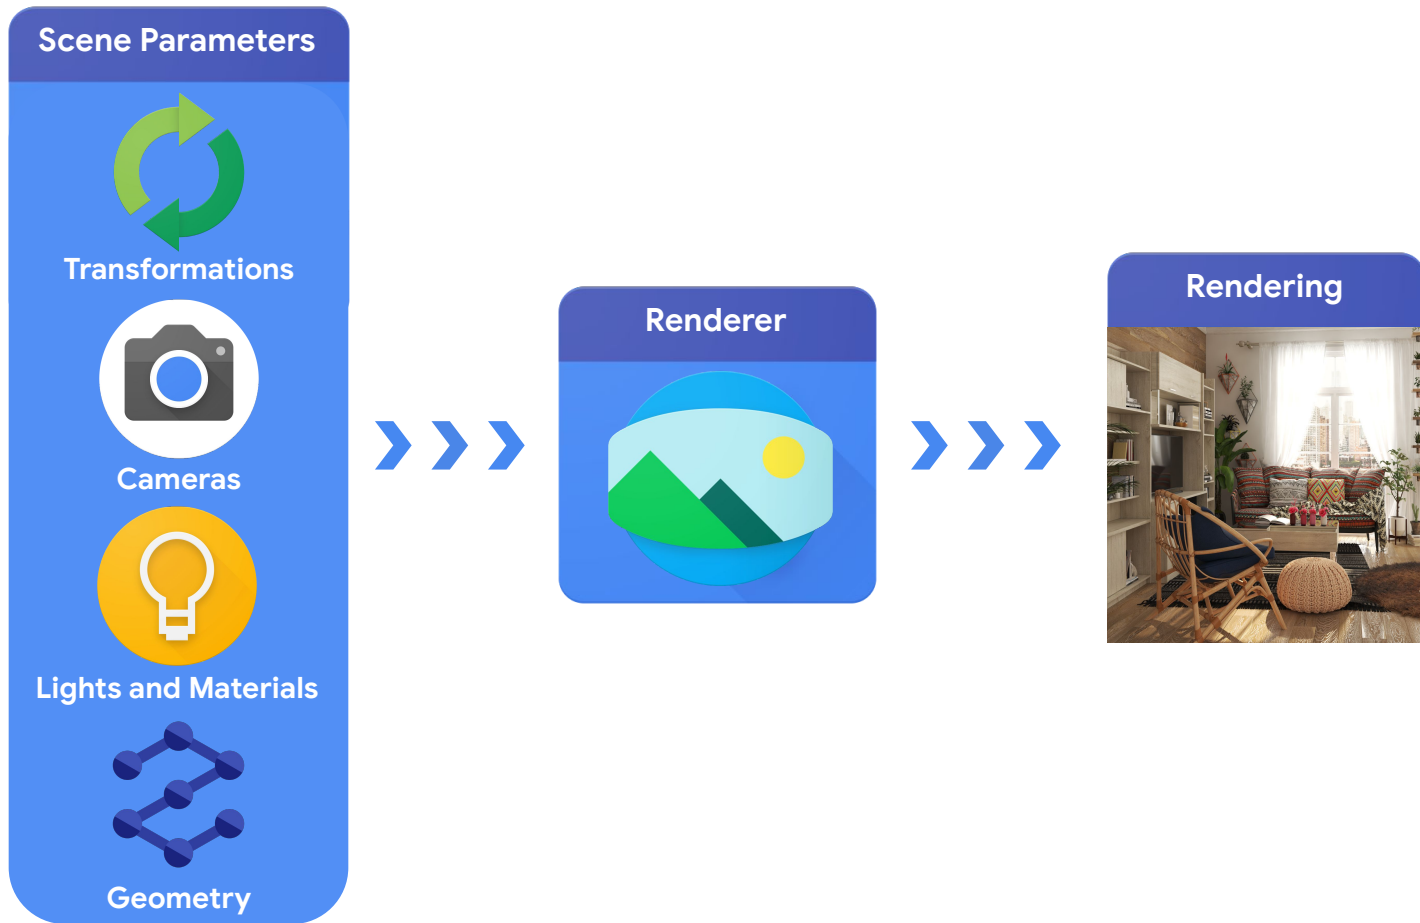 Scene Parameters
Transformations
Cameras
Lights and Materials
Geometry
Renderer
Rendering